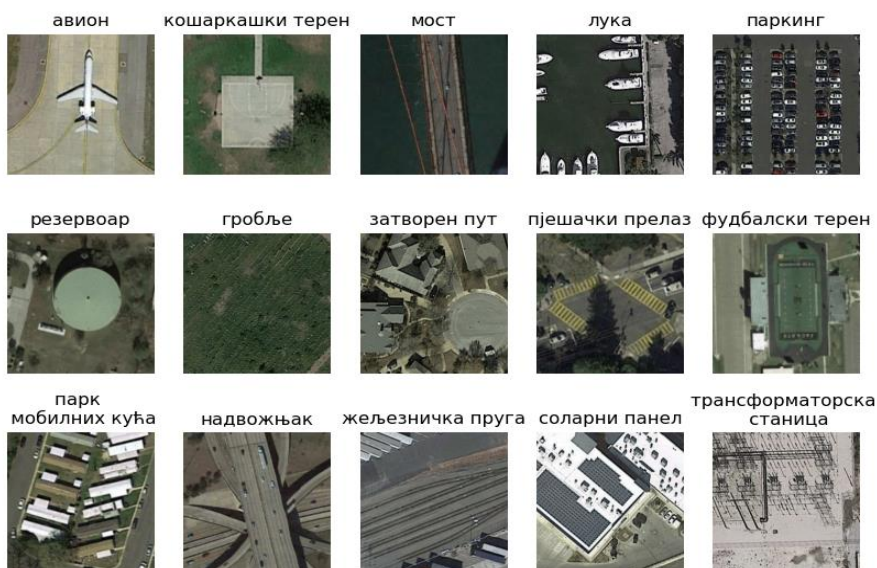 авион
кошаркашки терен
мост
лука
паркинг
резервоар
гробље
затворен пут
пјешачки прелаз
фудбалски терен
парк
мобилних кућа
надвожњак
жељезничка пруга
соларни панел
трансформаторска
станица